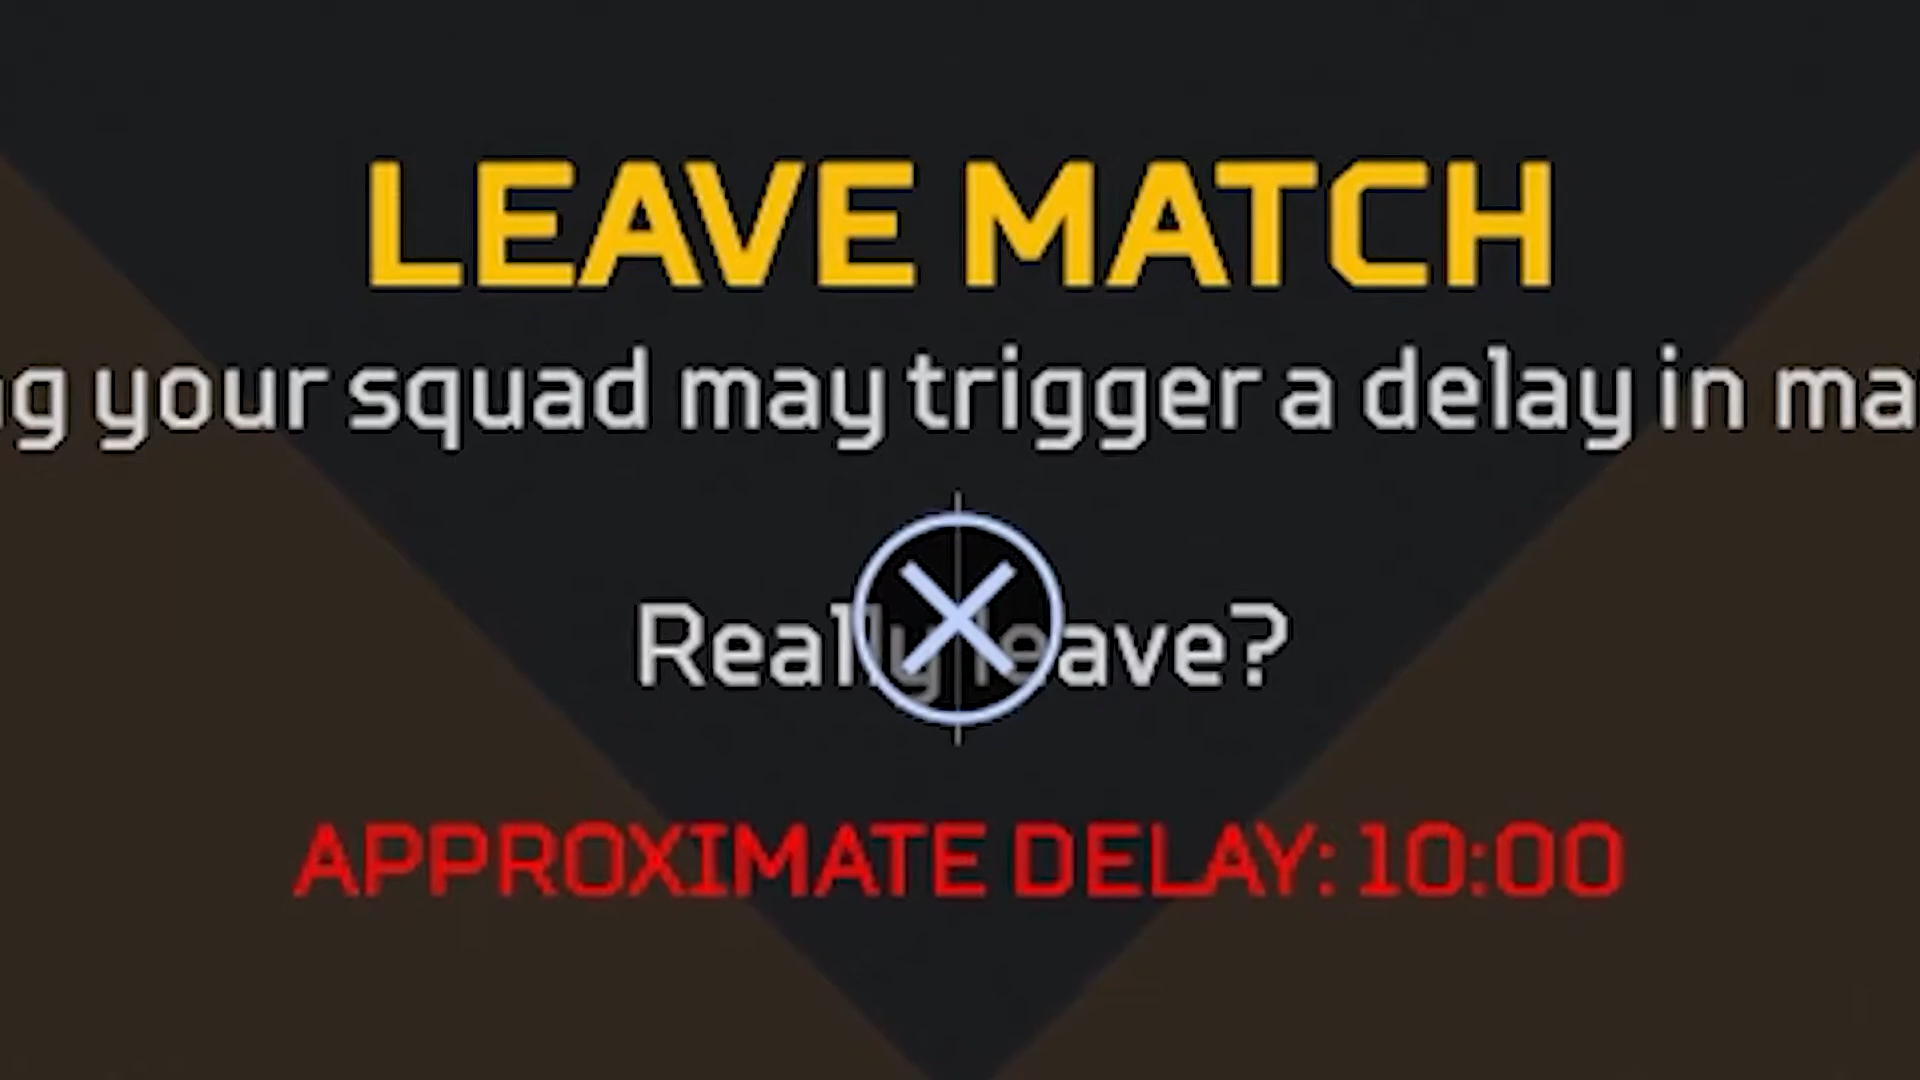 LEAVE MATCH
your squad may trigger a delay in
Really leave?
APPROXIMATE DELAY: 10:00